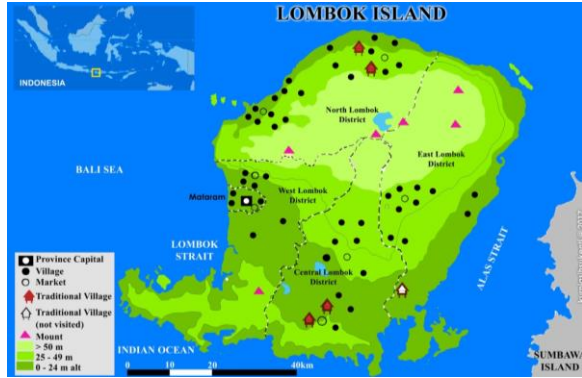 LOMBOK ISLAND
INDONESIA
North Lombok
District
East Lombok
District
BALI SEA
West Lombok
District
Mataram
LOMBOK
STRAIT
ALAS STRAIT
Central Lombok
District
Province Capital
Village
Market
Traditional Village
Traditional Village
(not visited)
Mount
> 50 m
25 - 49 m
0 - 24 m alt
INDIAN OCEAN
SUMBAWA
ISLAND
0
20
40km